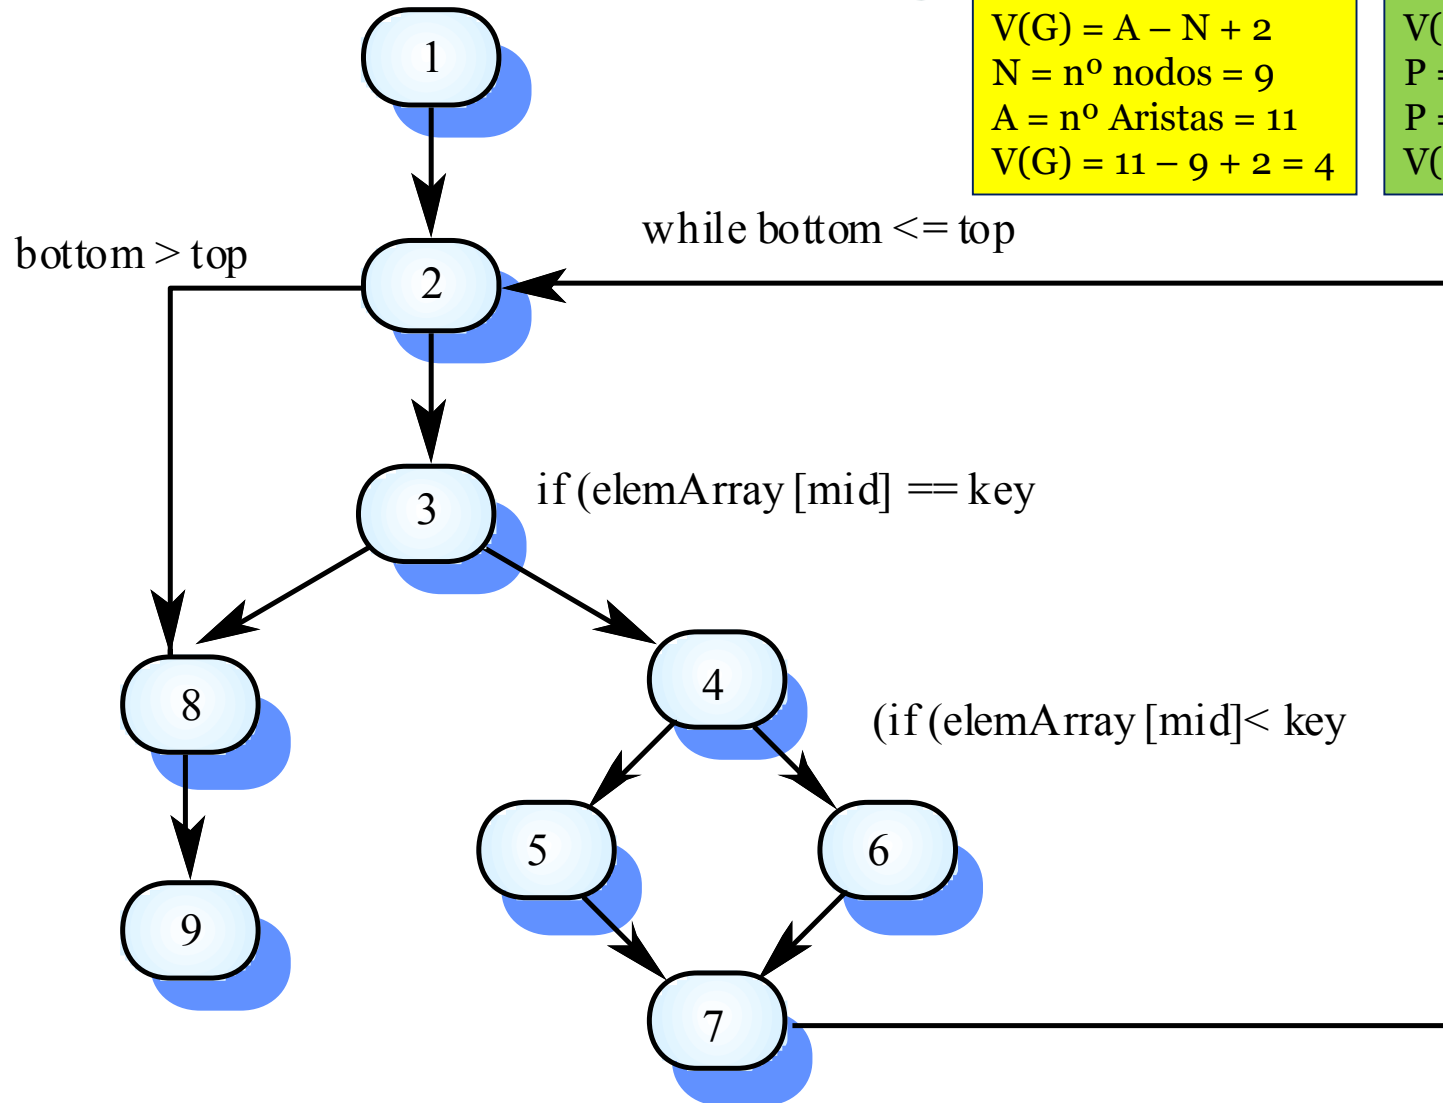 V(G) = A – N + 2
N = nº nodos = 9
A = nº Aristas = 11
V(G) = 11 – 9 + 2 = 4
V(
P =
P =
V(
1
bottom > top
while bottom <= top
2
3
if (elemArray [mid] == key
8
4
(if (elemArray [mid]< key
5
6
9
7